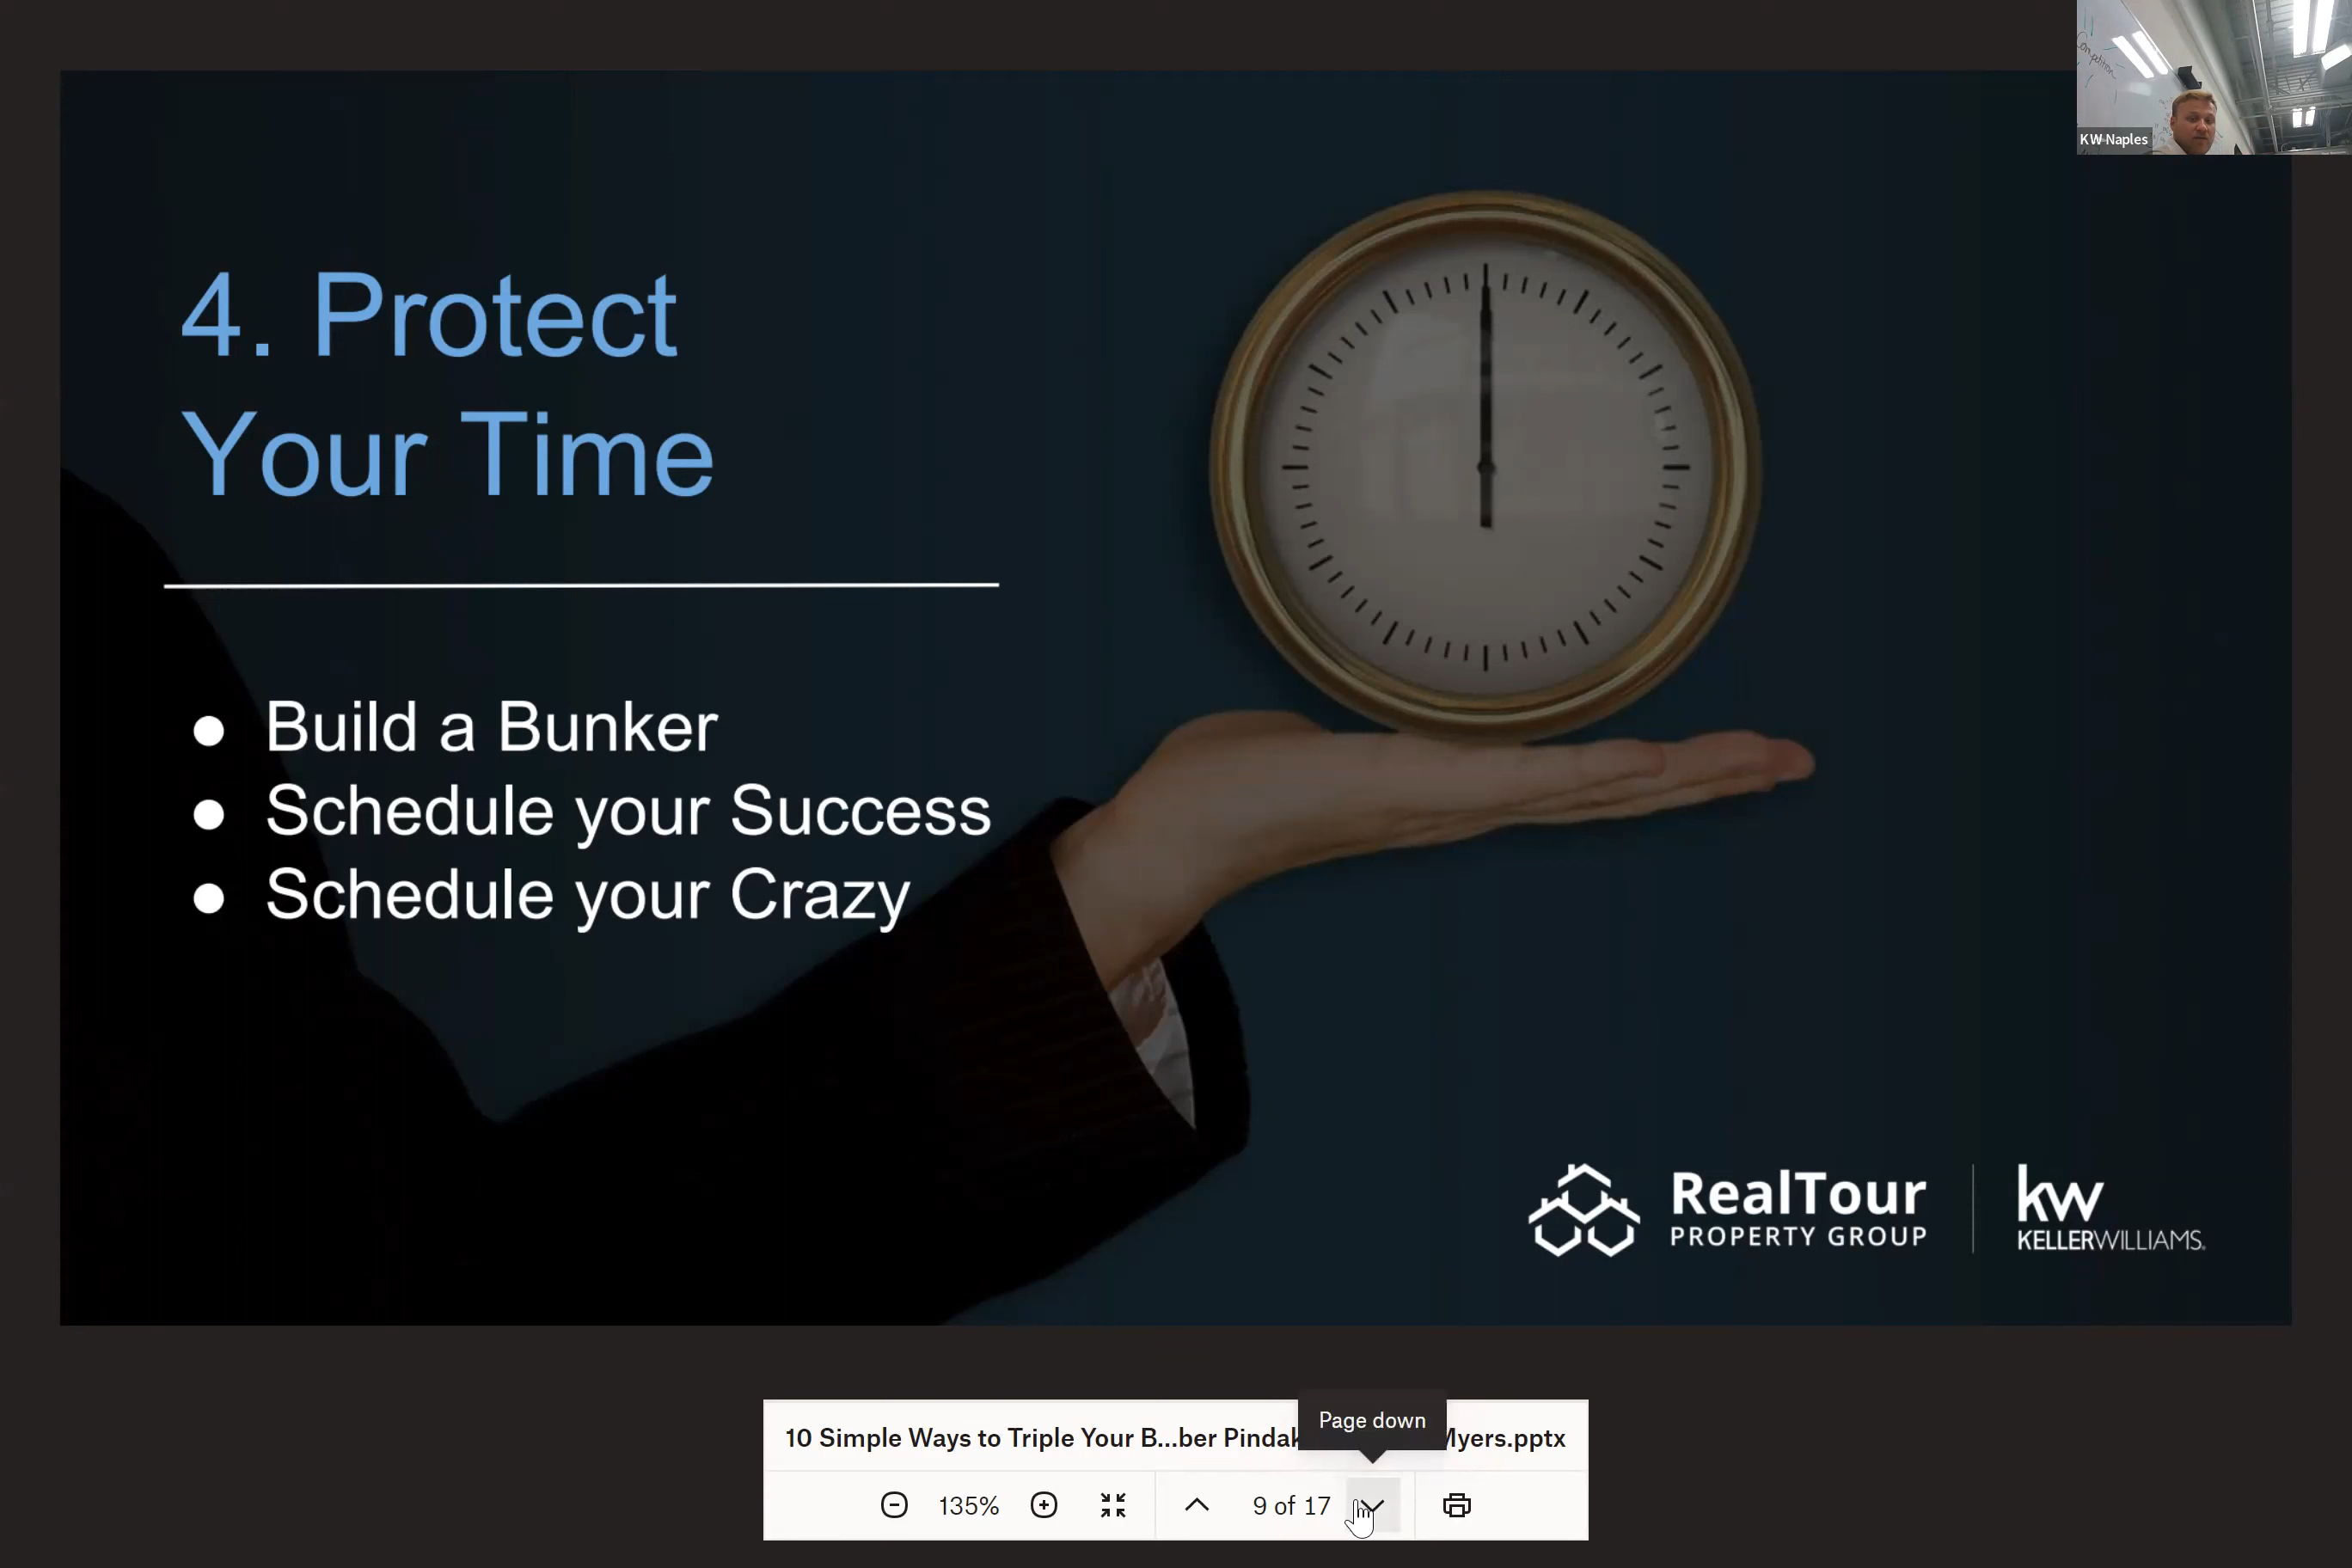 KW Naples
4. Protect
Your Time
● Build a Bunker
● Schedule your Success
● Schedule your Crazy
RealTour
PROPERTY GROUP
kw
KELLERWILLIAMS.
Page down
10 Simple Ways to Triple Your B...ber Pindak Myers.pptx
135%
9 of 17